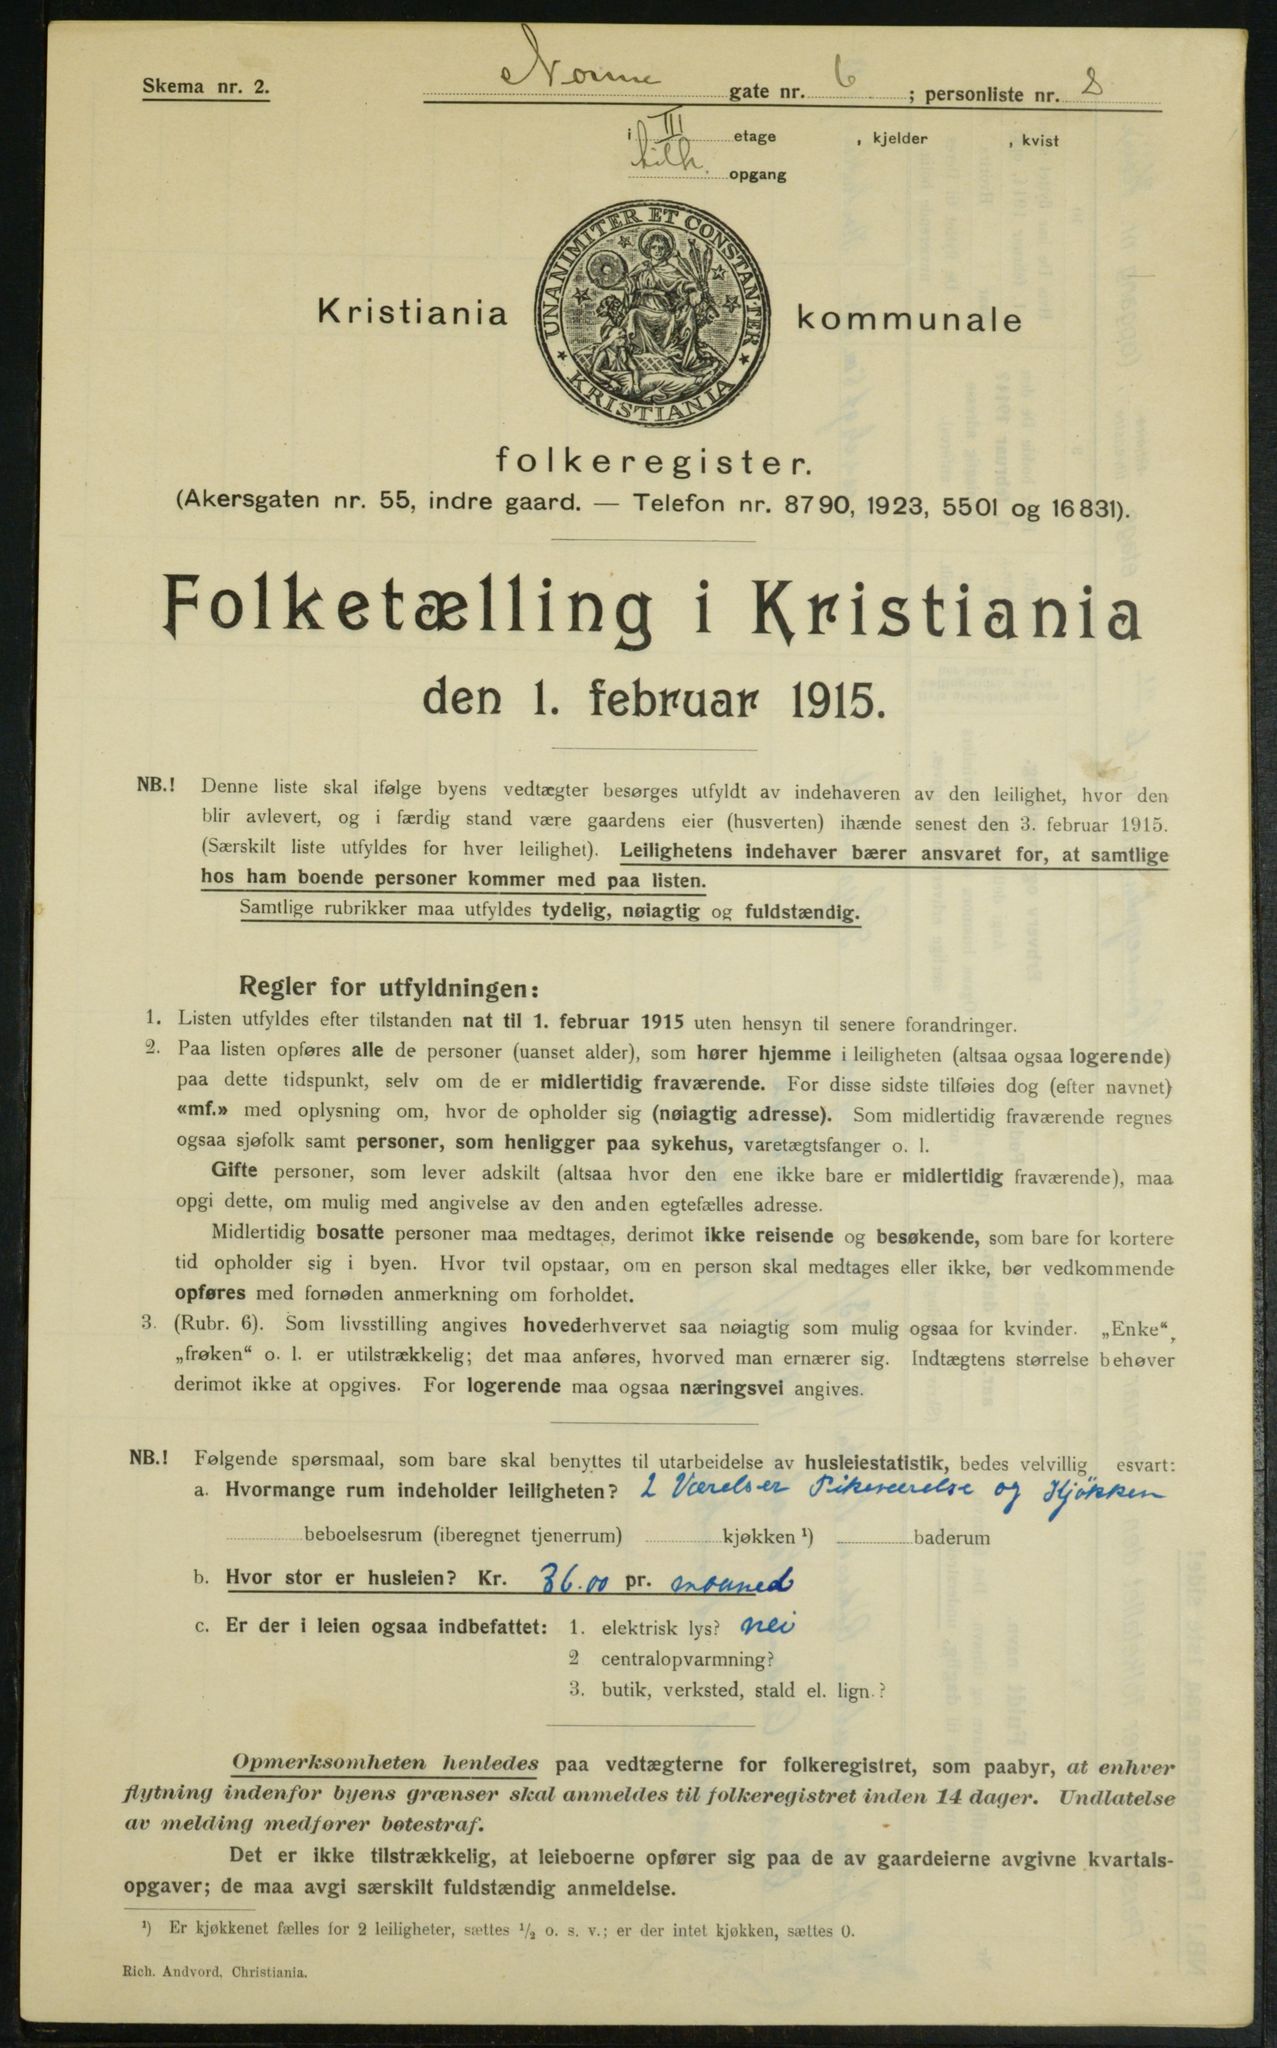 Skema nr. 2.
Nonne gate nr. 6 ; personliste nr. 8
i III etage , kjelder , kvist
opgang
UNANIMITER ET CONSTANTER
KRISTIANIA
Kristiania kommunale
folkeregister.
(Akersgaten nr. 55, indre gaard. — Telefon nr. 8790, 1923, 5501 og 16831).
Folketælling i Kristiania
den 1. februar 1915.
NB.! Denne liste skal ifølge byens vedtægter besørges utfyldt av indehaveren av den leilighet, hvor den
blir avlevert, og i færdig stand være gaardens eier (husverten) ihænde senest den 3. februar 1915.
(Særskilt liste utfyldes for hver leilighet). Leilighetens indehaver bærer ansvaret for, at samtlige
hos ham boende personer kommer med paa listen.
Samtlige rubrikker maa utfyldes tydelig, nøiagtig og fuldstændig.
Regler for utfyldningen:
1. Listen utfyldes efter tilstanden nat til 1. februar 1915 uten hensyn til senere forandringer.
2. Paa listen opføres alle de personer (uanset alder), som hører hjemme i leiligheten (altsaa ogsaa logerende)
paa dette tidspunkt, selv om de er midlertidig fraværende. For disse sidste tilføies dog (efter navnet)
«mf.» med oplysning om, hvor de opholder sig (nøiagtig adresse). Som midlertidig fraværende regnes
ogsaa sjøfolk samt personer, som henligger paa sykehus, varetægtsfanger o. l.
Gifte personer, som lever adskilt (altsaa hvor den ene ikke bare er midlertidig fraværende), maa
opgi dette, om mulig med angivelse av den anden egtefælles adresse.
Midlertidig bosatte personer maa medtages, derimot ikke reisende og besøkende, som bare for kortere
tid opholder sig i byen. Hvor tvil opstaar, om en person skal medtages eller ikke, bør vedkommende
opføres med fornøden anmerkning om forholdet.
3. (Rubr. 6). Som livsstilling angives hovederhvervet saa nøiagtig som mulig ogsaa for kvinder. „Enke“,
„frøken“ o. l. er utilstrækkelig; det maa anføres, hvorved man ernærer sig. Indtægtens størrelse behøver
derimot ikke at opgives. For logerende maa ogsaa næringsvei angives.
NB.! Følgende spørsmaal, som bare skal benyttes til utarbeidelse av husleiestatistik, bedes velvillig esvart:
a. Hvormange rum indeholder leiligheten? 2 Værelser Pikeværelse og Kjøkken
beboelsesrum (iberegnet tjenerrum) kjøkken ¹) baderum
b. Hvor stor er husleien? Kr. 36.00 pr. maaned
c. Er der i leien ogsaa indbefattet: 1. elektrisk lys? nei
2 centralopvarmning?
3. butik, verksted, stald el. lign.?
Opmerksomheten henledes paa vedtægterne for folkeregistret, som paabyr, at enhver
flytning indenfor byens grænser skal anmeldes til folkeregistret inden 14 dager. Undlatelse
av melding medfører bøtestraf.
Det er ikke tilstrækkelig, at leieboerne opfører sig paa de av gaardeierne avgivne kvartals-
opgaver; de maa avgi særskilt fuldstændig anmeldelse.
¹) Er kjøkkenet fælles for 2 leiligheter, sættes ½ o. s. v.; er der intet kjøkken, sættes 0.
Rich. Andvord, Christiania.